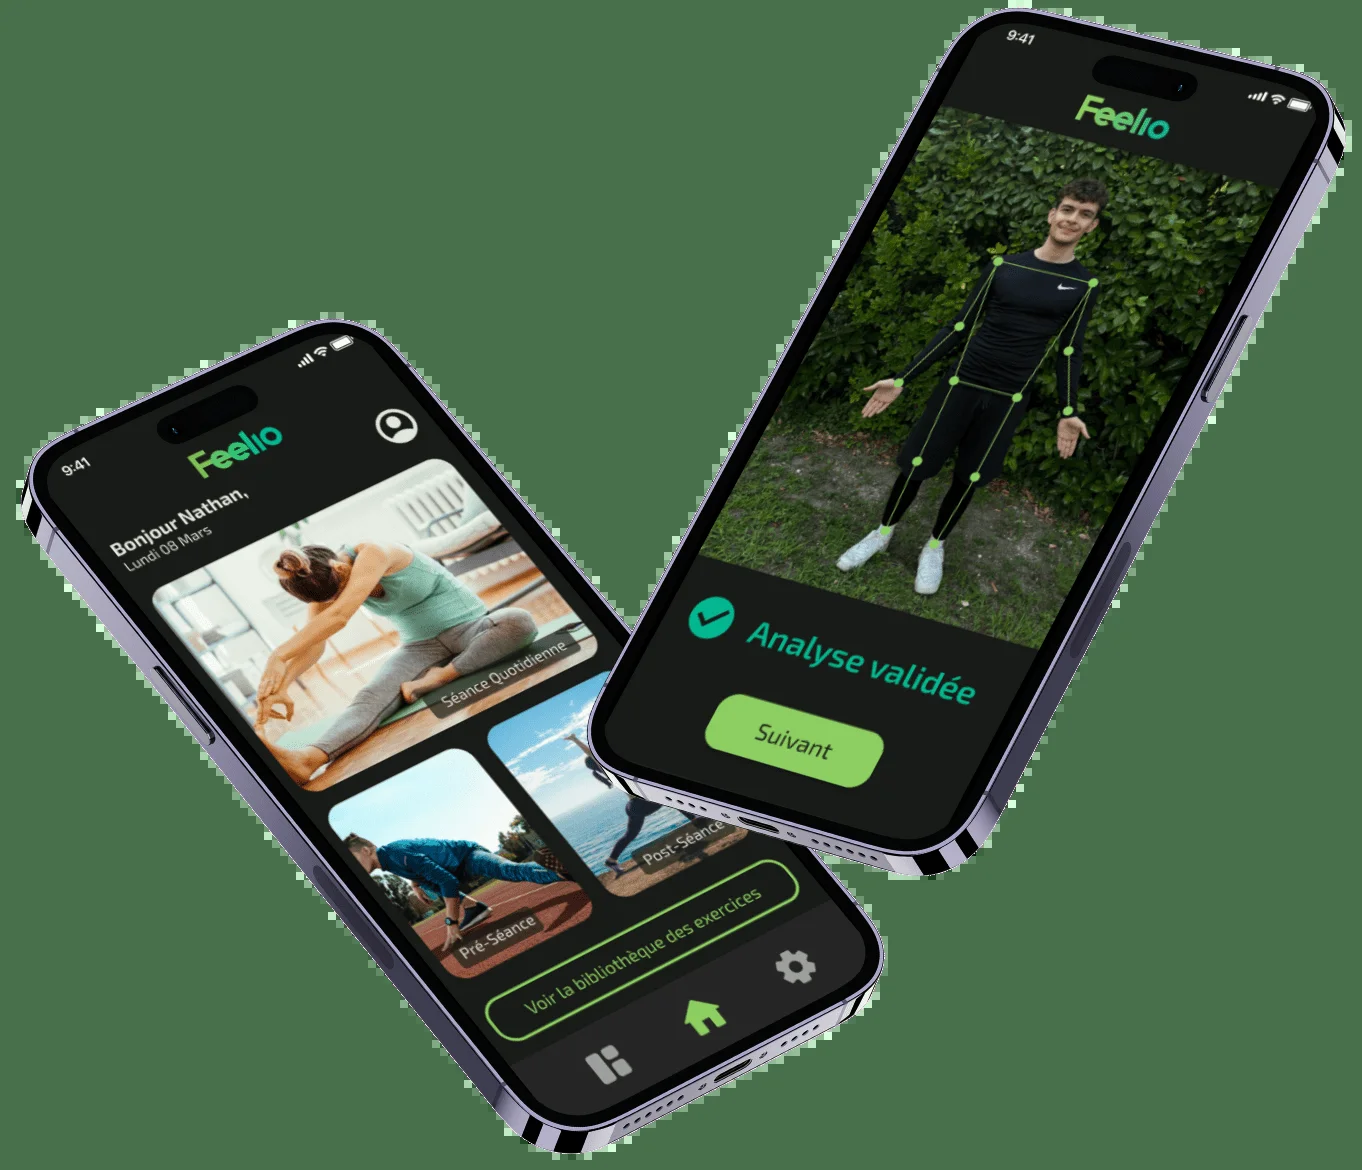 9:41
Feelio
Bonjour Nathan,
Lundi 08 Mars
Séance Quotidienne
Pré-Séance
Post-Séance
Voir la bibliothèque des exercices
9:41
Feelio
Analyse validée
Suivant